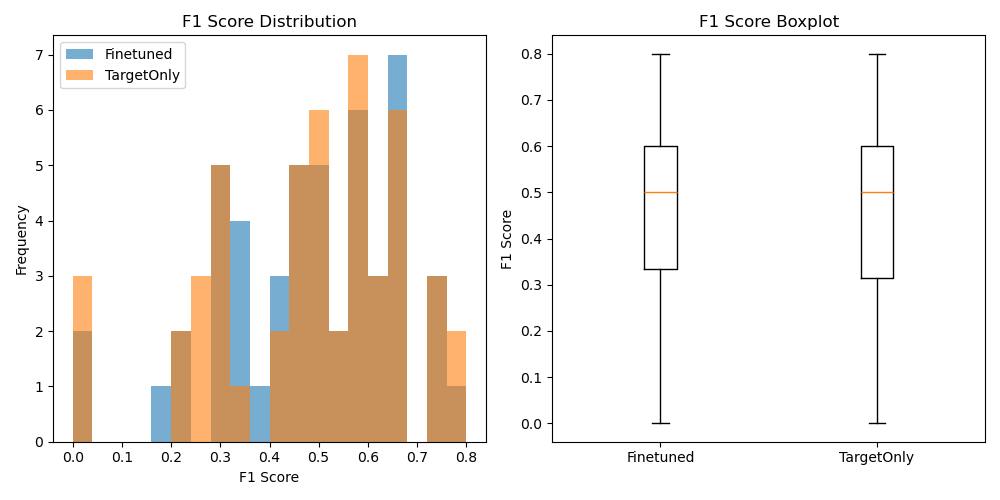 F1 Score Distribution
Finetuned
TargetOnly
Frequency
7
6
5
4
3
2
1
0
0.0 0.1 0.2 0.3 0.4 0.5 0.6 0.7 0.8
F1 Score
F1 Score Boxplot
F1 Score
0.8
0.7
0.6
0.5
0.4
0.3
0.2
0.1
0.0
Finetuned TargetOnly